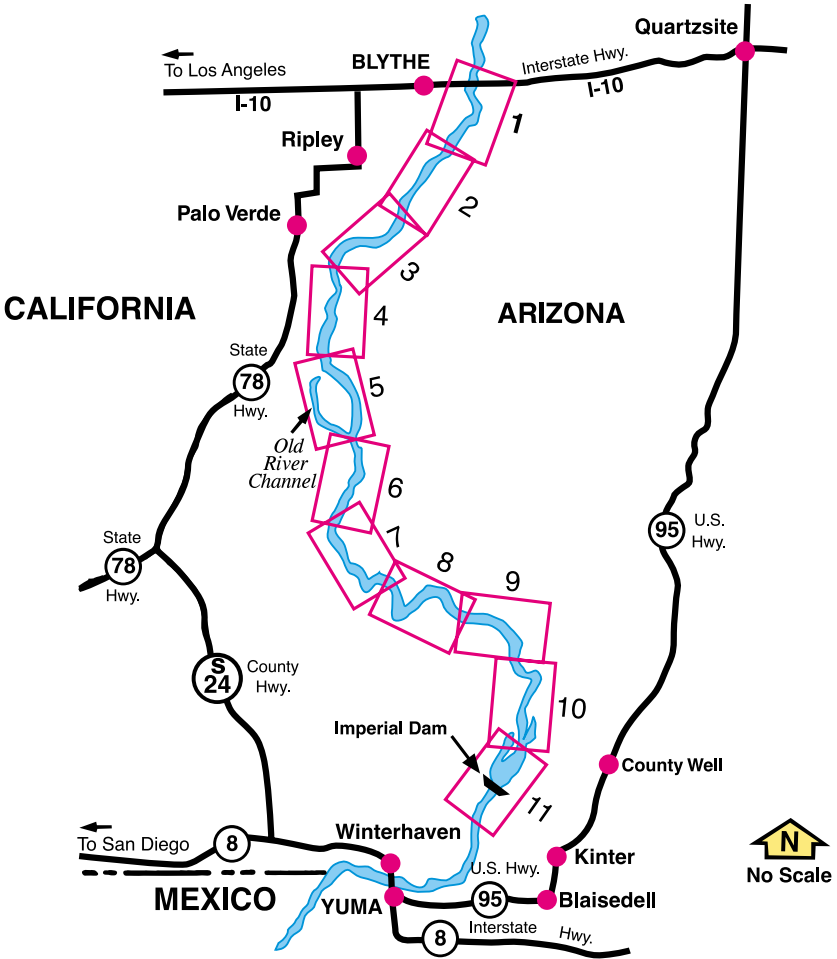 Quartzsite
To Los Angeles
BLYTHE
Interstate Hwy.
I-10
I-10
1
Ripley
2
Palo Verde
3
CALIFORNIA
ARIZONA
4
State
78
Hwy.
5
Old
River
Channel
6
U.S.
95
Hwy.
7
State
78
Hwy.
8
9
S
24
County
Hwy.
10
Imperial Dam
County Well
11
To San Diego
8
Winterhaven
N
No Scale
Kinter
U.S. Hwy.
MEXICO
YUMA
95
Blaisedell
8
Interstate
Hwy.